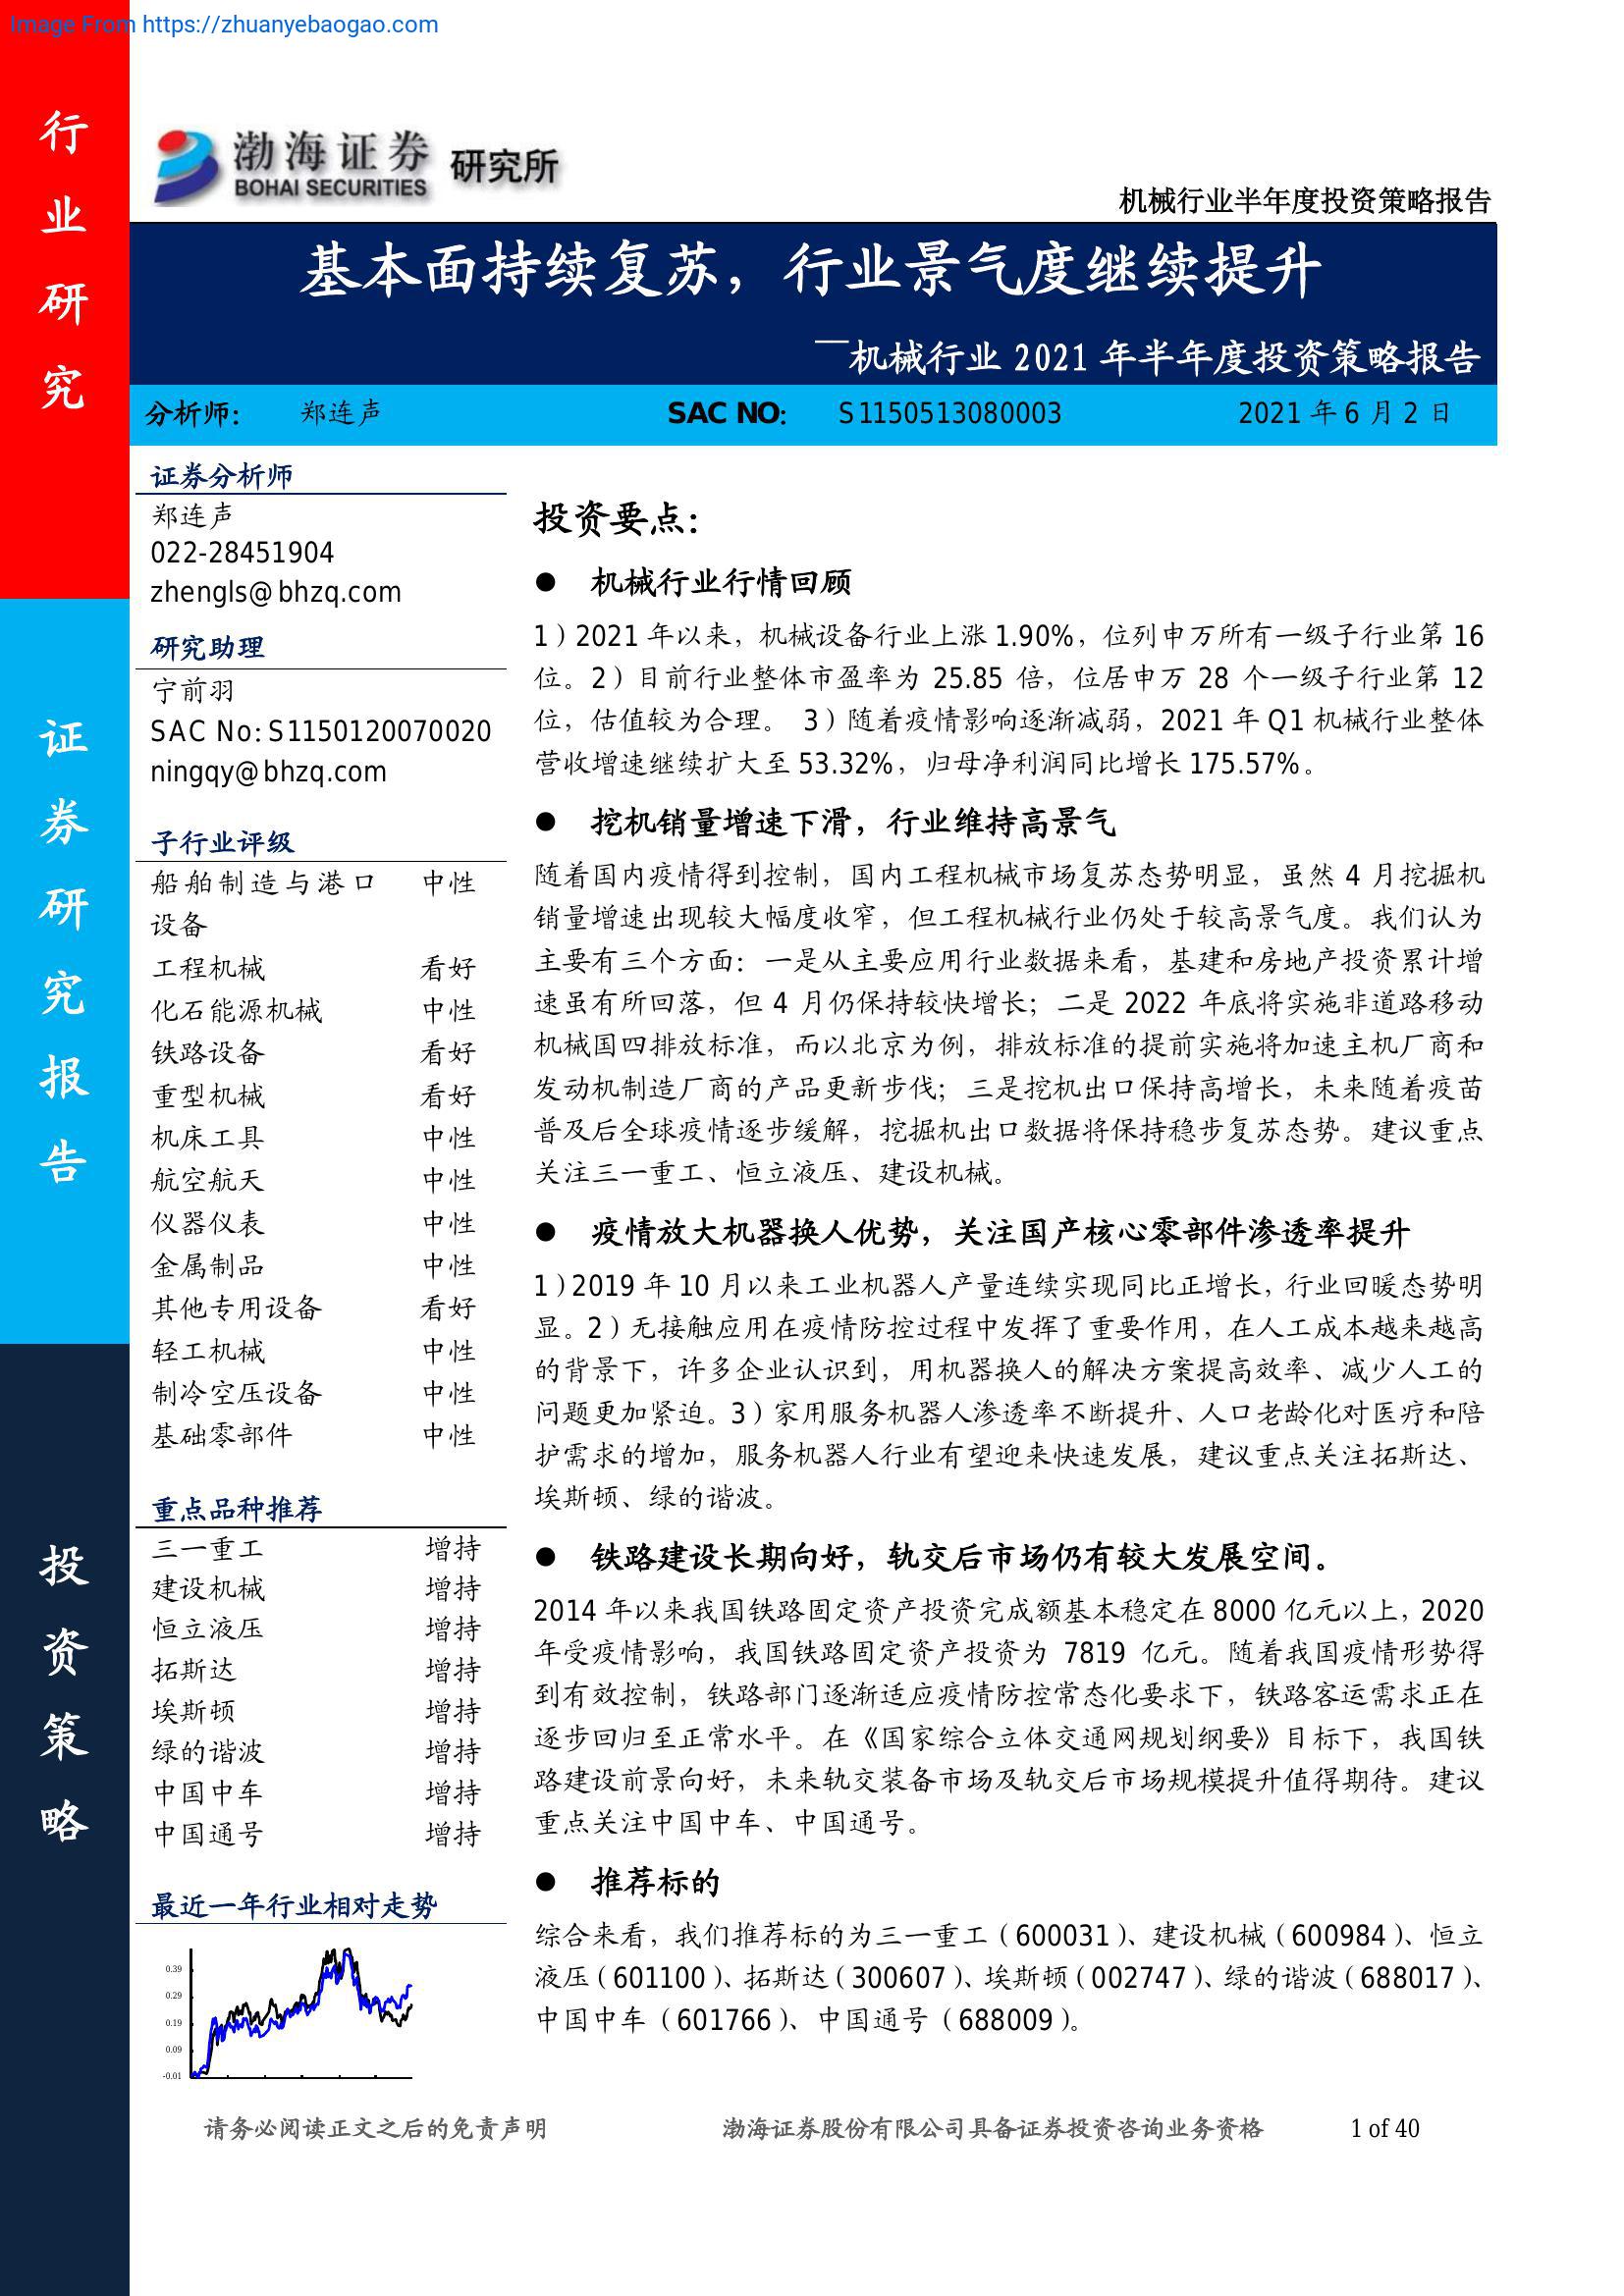 Image From https://zhuanyebaogao.com
行业研究
证券研究报告
投资策略
渤海证券 研究所
BOHAI SECURITIES
机械行业半年度投资策略报告
基本面持续复苏，行业景气度继续提升
—机械行业 2021 年半年度投资策略报告
分析师： 郑连声 SAC NO： S1150513080003 2021 年 6 月 2 日
证券分析师
郑连声
022-28451904
zhengls@bhzq.com
研究助理
宁前羽
SAC No：S1150120070020
ningqy@bhzq.com
子行业评级
船舶制造与港口 中性
设备
工程机械 看好
化石能源机械 中性
铁路设备 看好
重型机械 看好
机床工具 中性
航空航天 中性
仪器仪表 中性
金属制品 中性
其他专用设备 看好
轻工机械 中性
制冷空压设备 中性
基础零部件 中性
重点品种推荐
三一重工 增持
建设机械 增持
恒立液压 增持
拓斯达 增持
埃斯顿 增持
绿的谐波 增持
中国中车 增持
中国通号 增持
最近一年行业相对走势
0.39
0.29
0.19
0.09
-0.01
投资要点：
● 机械行业行情回顾
1）2021 年以来，机械设备行业上涨 1.90%，位列申万所有一级子行业第 16
位。2）目前行业整体市盈率为 25.85 倍，位居申万 28 个一级子行业第 12
位，估值较为合理。 3）随着疫情影响逐渐减弱，2021 年 Q1 机械行业整体
营收增速继续扩大至 53.32%，归母净利润同比增长 175.57%。
● 挖机销量增速下滑，行业维持高景气
随着国内疫情得到控制，国内工程机械市场复苏态势明显，虽然 4 月挖掘机
销量增速出现较大幅度收窄，但工程机械行业仍处于较高景气度。我们认为
主要有三个方面：一是从主要应用行业数据来看，基建和房地产投资累计增
速虽有所回落，但 4 月仍保持较快增长；二是 2022 年底将实施非道路移动
机械国四排放标准，而以北京为例，排放标准的提前实施将加速主机厂商和
发动机制造厂商的产品更新步伐；三是挖机出口保持高增长，未来随着疫苗
普及后全球疫情逐步缓解，挖掘机出口数据将保持稳步复苏态势。建议重点
关注三一重工、恒立液压、建设机械。
● 疫情放大机器换人优势，关注国产核心零部件渗透率提升
1）2019 年 10 月以来工业机器人产量连续实现同比正增长，行业回暖态势明
显。2）无接触应用在疫情防控过程中发挥了重要作用，在人工成本越来越高
的背景下，许多企业认识到，用机器换人的解决方案提高效率、减少人工的
问题更加紧迫。3）家用服务机器人渗透率不断提升、人口老龄化对医疗和陪
护需求的增加，服务机器人行业有望迎来快速发展，建议重点关注拓斯达、
埃斯顿、绿的谐波。
● 铁路建设长期向好，轨交后市场仍有较大发展空间。
2014 年以来我国铁路固定资产投资完成额基本稳定在 8000 亿元以上，2020
年受疫情影响，我国铁路固定资产投资为 7819 亿元。随着我国疫情形势得
到有效控制，铁路部门逐渐适应疫情防控常态化要求下，铁路客运需求正在
逐步回归至正常水平。在《国家综合立体交通网规划纲要》目标下，我国铁
路建设前景向好，未来轨交装备市场及轨交后市场规模提升值得期待。建议
重点关注中国中车、中国通号。
● 推荐标的
综合来看，我们推荐标的为三一重工（600031）、建设机械（600984）、恒立
液压（601100）、拓斯达（300607）、埃斯顿（002747）、绿的谐波（688017）、
中国中车（601766）、中国通号（688009）。
请务必阅读正文之后的免责声明 渤海证券股份有限公司具备证券投资咨询业务资格 1 of 40